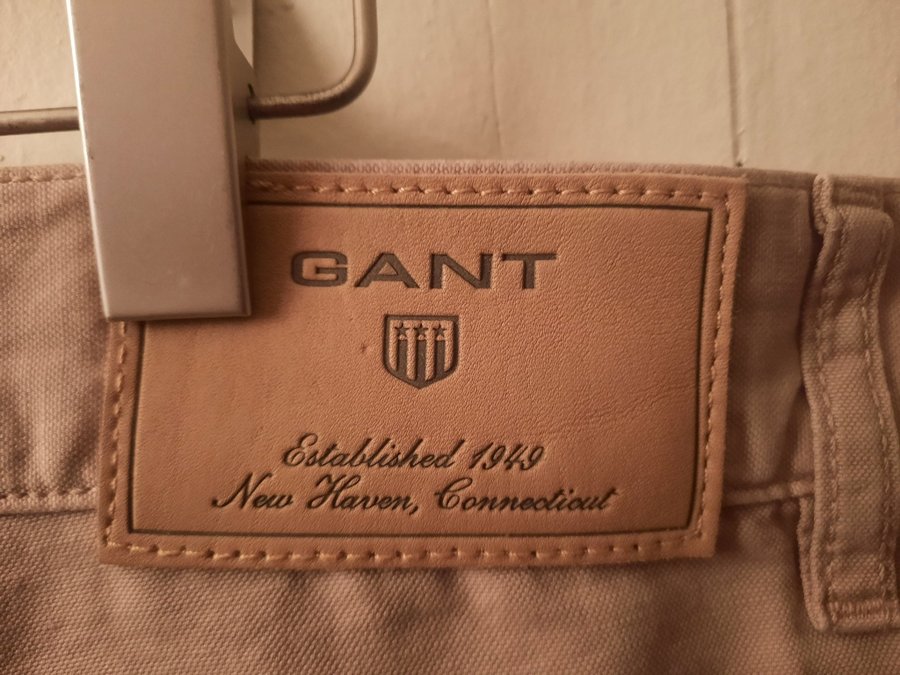 GANT
Established 1949
New Haven, Connecticut